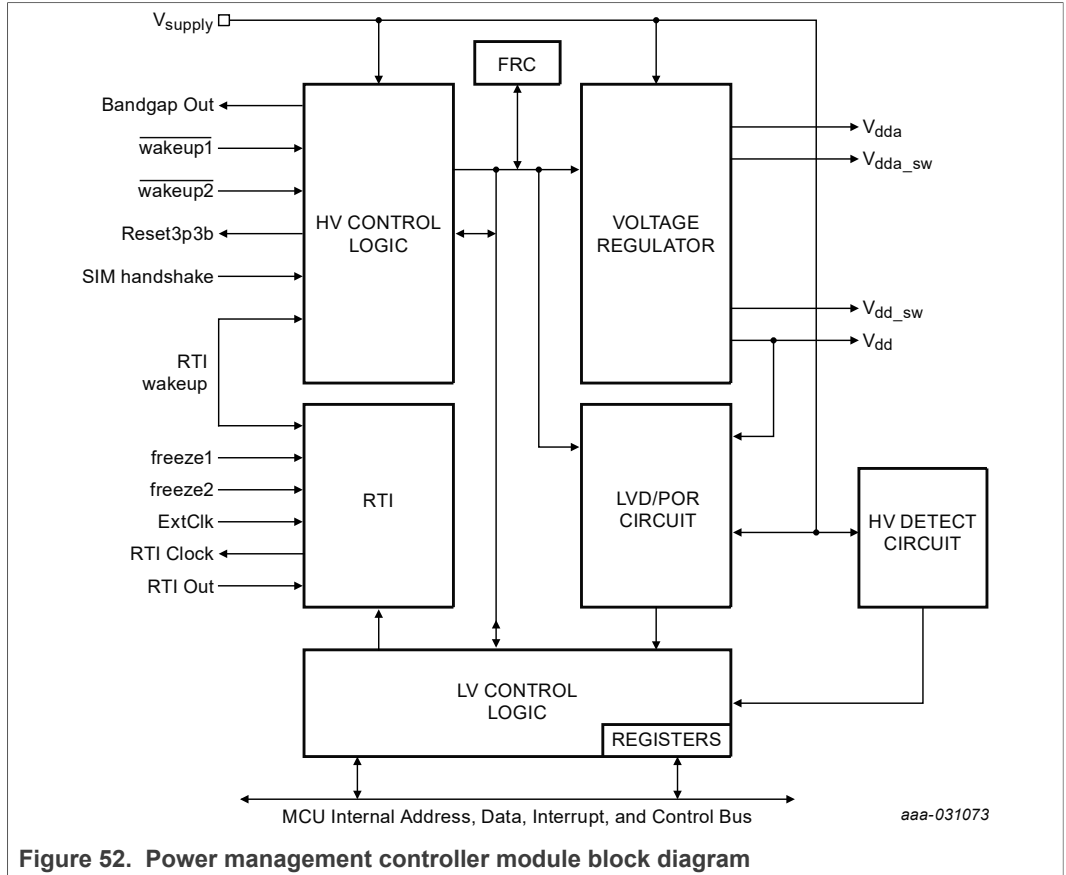 Vsupply
FRC
Bandgap Out
wakeup1
wakeup2
Reset3p3b
SIM handshake
HV CONTROL
LOGIC
VOLTAGE
REGULATOR
Vdda
Vdda_sw
Vdd_sw
Vdd
RTI
wakeup
freeze1
freeze2
ExtClk
RTI Clock
RTI Out
RTI
LVD/POR
CIRCUIT
HV DETECT
CIRCUIT
LV CONTROL
LOGIC
REGISTERS
MCU Internal Address, Data, Interrupt, and Control Bus
aaa-031073
Figure 52. Power management controller module block diagram